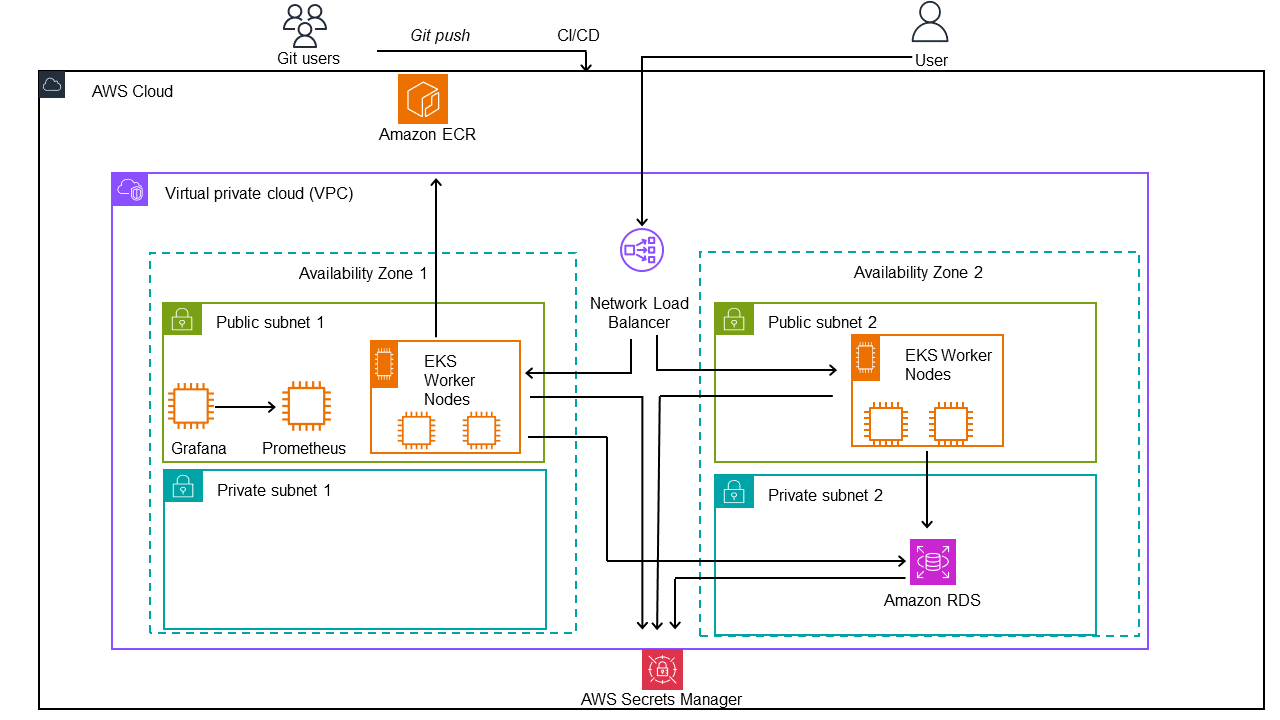 Git push
CI/CD
Git users
User
AWS Cloud
Amazon ECR
Virtual private cloud (VPC)
Availability Zone 1
Availability Zone 2
Network Load
Balancer
Public subnet 1
Public subnet 2
EKS
Worker
Nodes
EKS Worker
Nodes
Grafana
Prometheus
Private subnet 1
Private subnet 2
Amazon RDS
AWS Secrets Manager